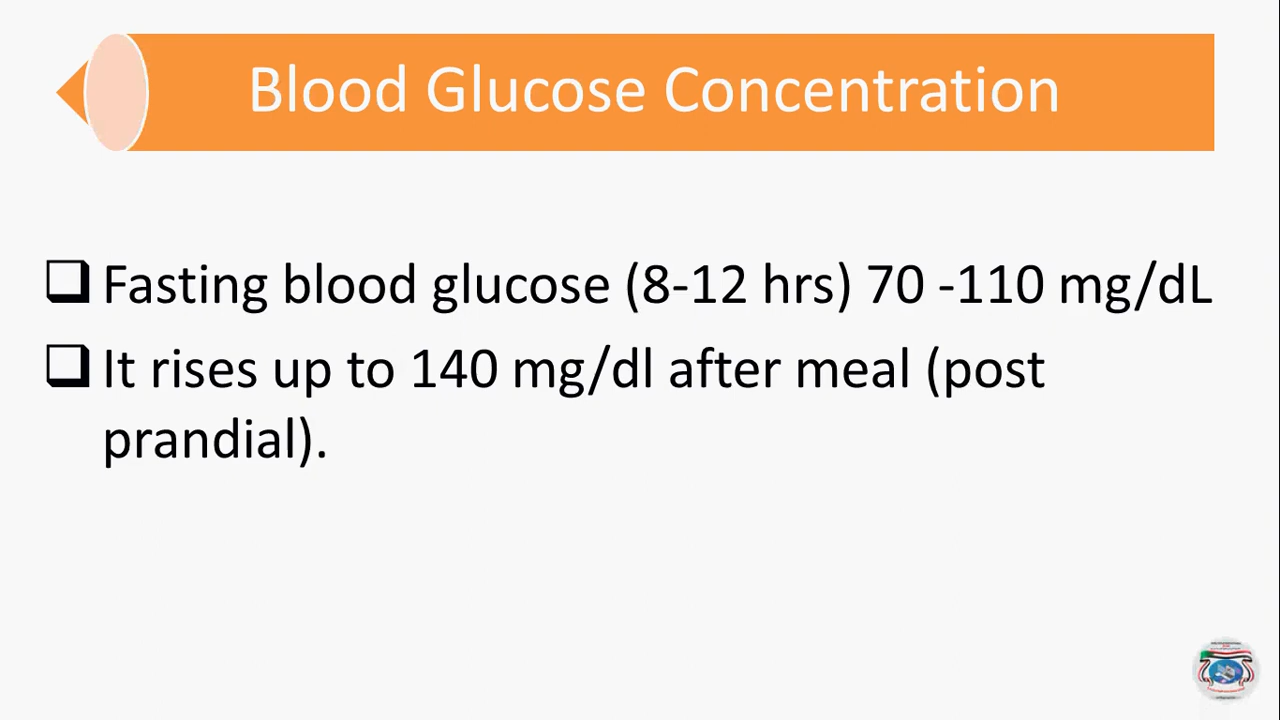 Blood Glucose Concentration
❑ Fasting blood glucose (8-12 hrs) 70 -110 mg/dL
❑ It rises up to 140 mg/dl after meal (post
prandial).